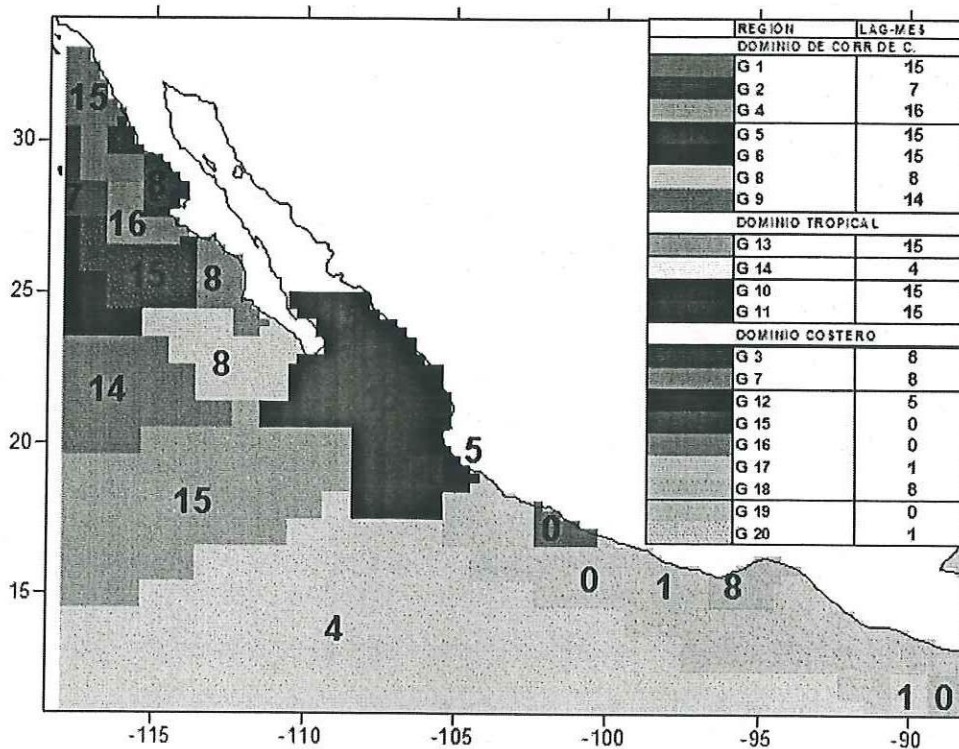 REGION LAG-MES
DOMINIO DE CORR DE C.
G 1 15
G 2 7
G 4 16
G 5 15
G 6 15
G 8 8
G 9 14
DOMINIO TROPICAL
G 13 15
G 14 4
G 10 15
G 11 15
DOMINIO COSTERO
G 3 8
G 7 8
G 12 5
G 15 0
G 16 0
G 17 1
G 18 8
G 19 0
G 20 1
15
30
7 8
16
15 8
25
8
14
20
5
15
0
15
0 1 8
4
1 0
-115 -110 -105 -100 -95 -90